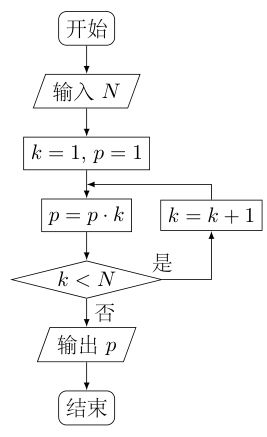 开始
输入 N
k = 1, p = 1
p = p · k
k = k + 1
k < N
是
否
输出 p
结束